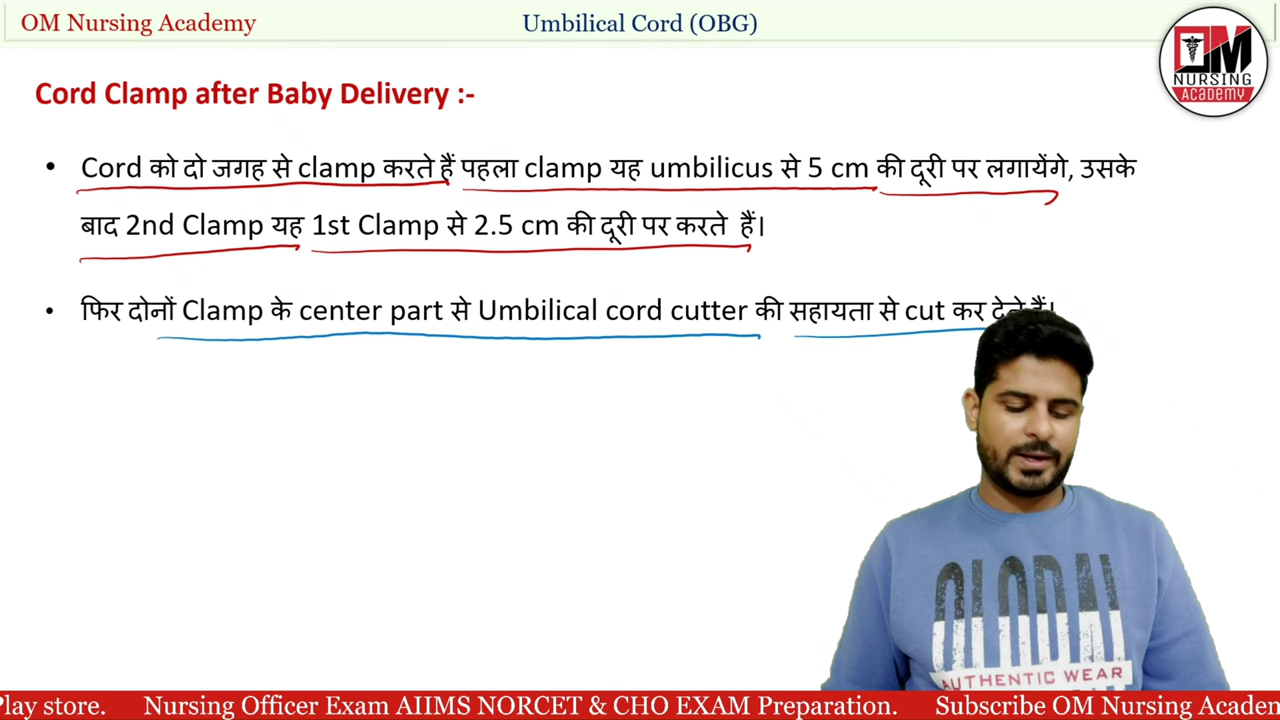 OM Nursing Academy
Umbilical Cord (OBG)
OM
NURSING
ACADEMY
Cord Clamp after Baby Delivery :-
• Cord को दो जगह से clamp करते हैं पहला clamp यह umbilicus से 5 cm की दूरी पर लगायेंगे, उसके
बाद 2nd Clamp यह 1st Clamp से 2.5 cm की दूरी पर करते हैं।
• फिर दोनों Clamp के center part से Umbilical cord cutter की सहायता से cut कर देते हैं।
GLOBAL
AUTHENTIC WEAR
Play store. Nursing Officer Exam AIIMS NORCET & CHO EXAM Preparation. Subscribe OM Nursing Academ